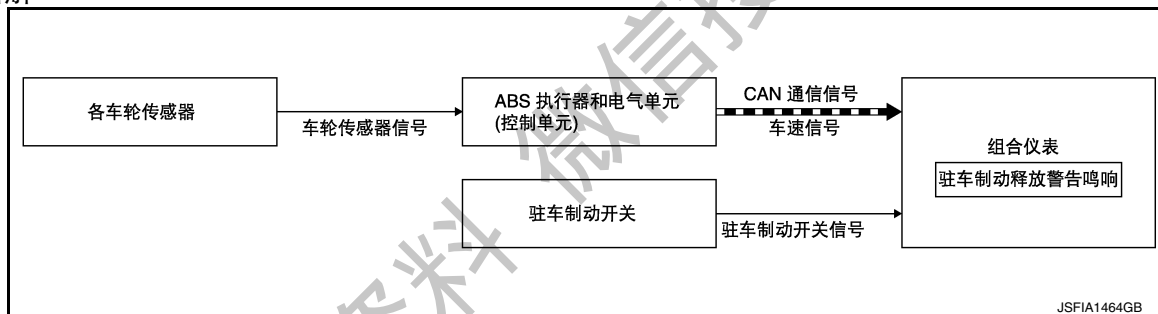 各车轮传感器
车轮传感器信号
ABS 执行器和电气单元
(控制单元)
CAN 通信信号
车速信号
组合仪表
驻车制动释放警告鸣响
驻车制动开关
驻车制动开关信号
JSFIA1464GB